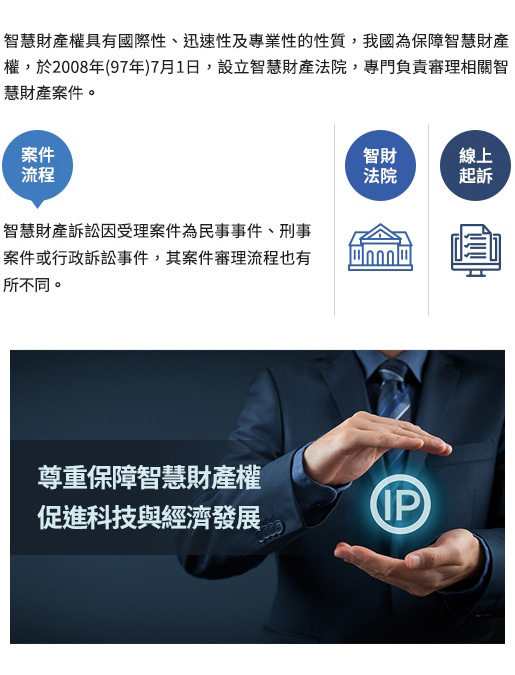 智慧財產權具有國際性、迅速性及專業性的性質，我國為保障智慧財產
權，於2008年(97年)7月1日，設立智慧財產法院，專門負責審理相關智
慧財產案件。
案件
流程
智慧財產訴訟因受理案件為民事事件、刑事
案件或行政訴訟事件，其案件審理流程也有
所不同。
智財
法院
線上
起訴
尊重保障智慧財產權
促進科技與經濟發展
IP